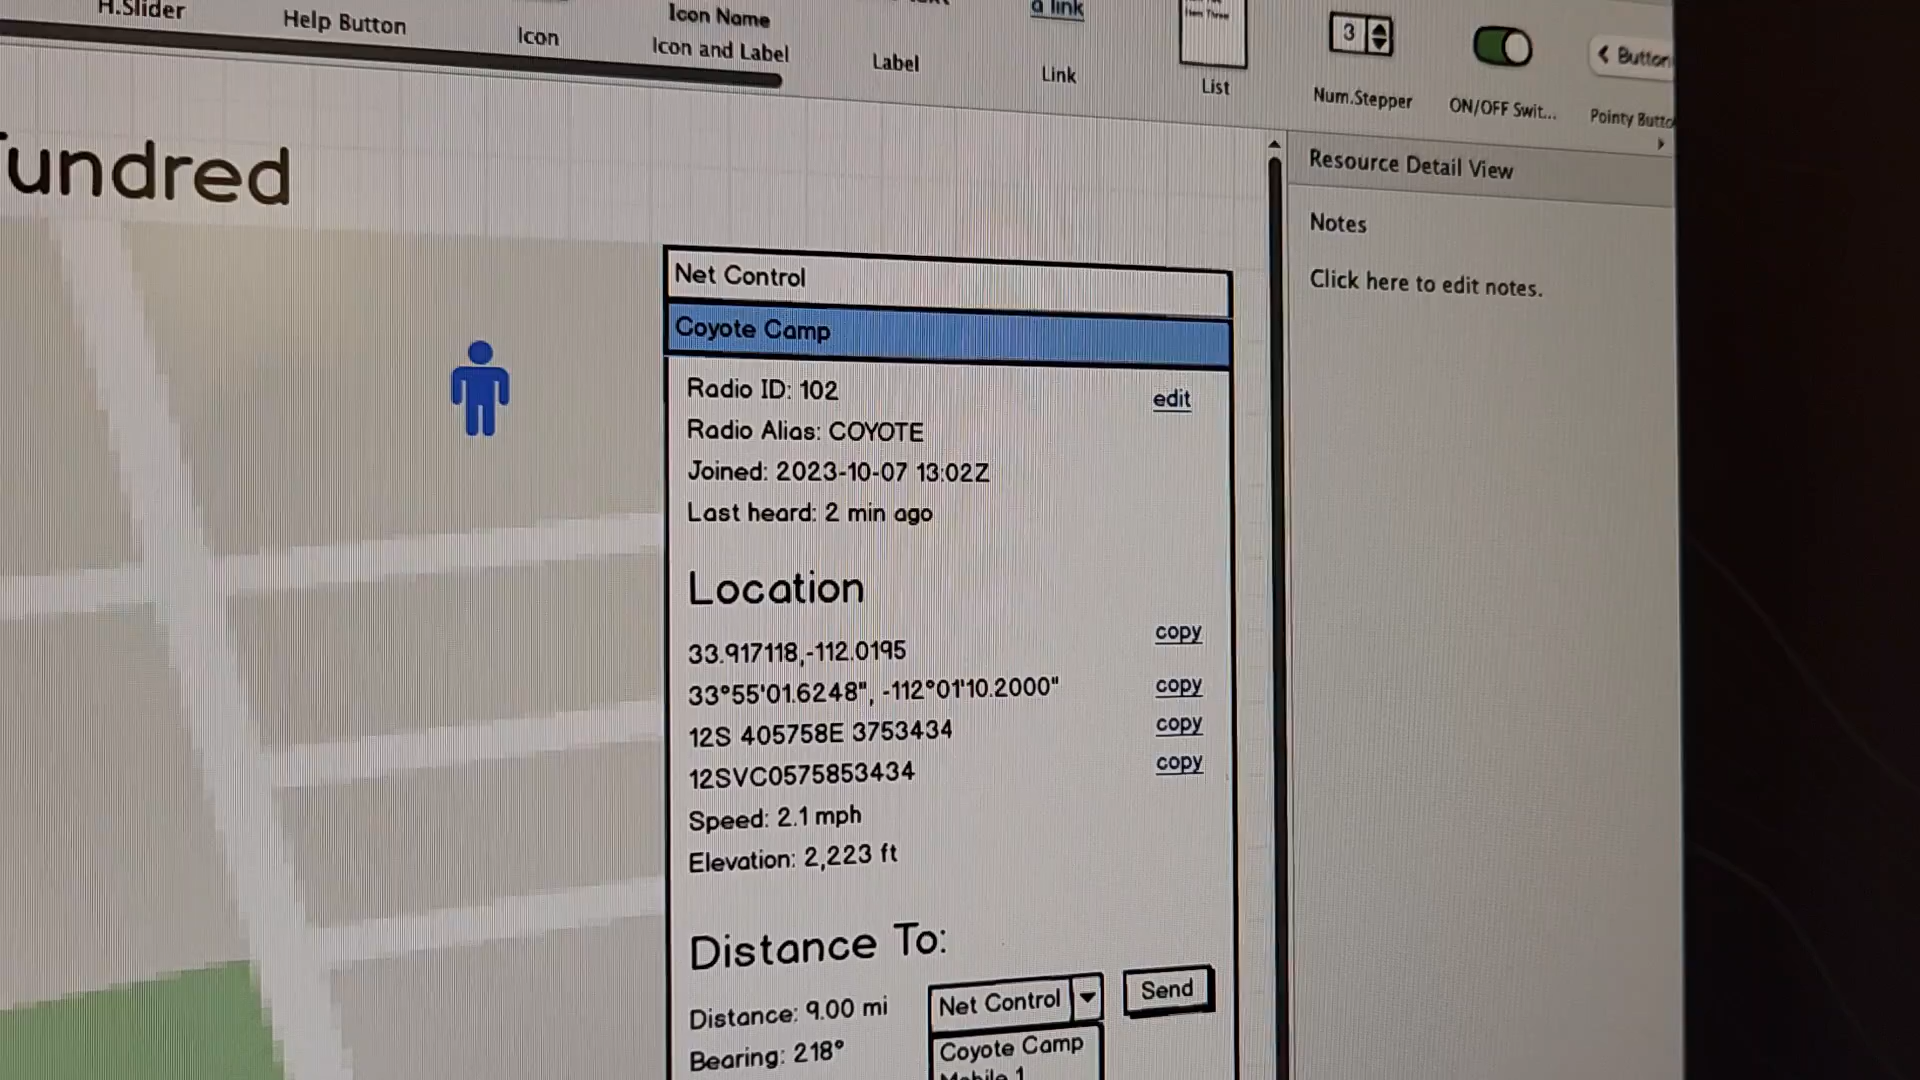 H.Slider
Help Button
Icon
Icon Name
Icon and Label
Label
a link
Link
Item Three
List
3
Num.Stepper
ON/OFF Swit...
Button
Pointy Butto
undred
Resource Detail View
Notes
Click here to edit notes.
Net Control
Coyote Camp
Radio ID: 102
edit
Radio Alias: COYOTE
Joined: 2023-10-07 13:02Z
Last heard: 2 min ago
Location
33.917118,-112.0195
copy
33°55'01.6248", -112°01'10.2000"
copy
12S 405758E 3753434
copy
12SVC0575853434
copy
Speed: 2.1 mph
Elevation: 2,223 ft
Distance To:
Distance: 9.00 mi
Net Control
Send
Bearing: 218°
Coyote Camp
Mobile 1